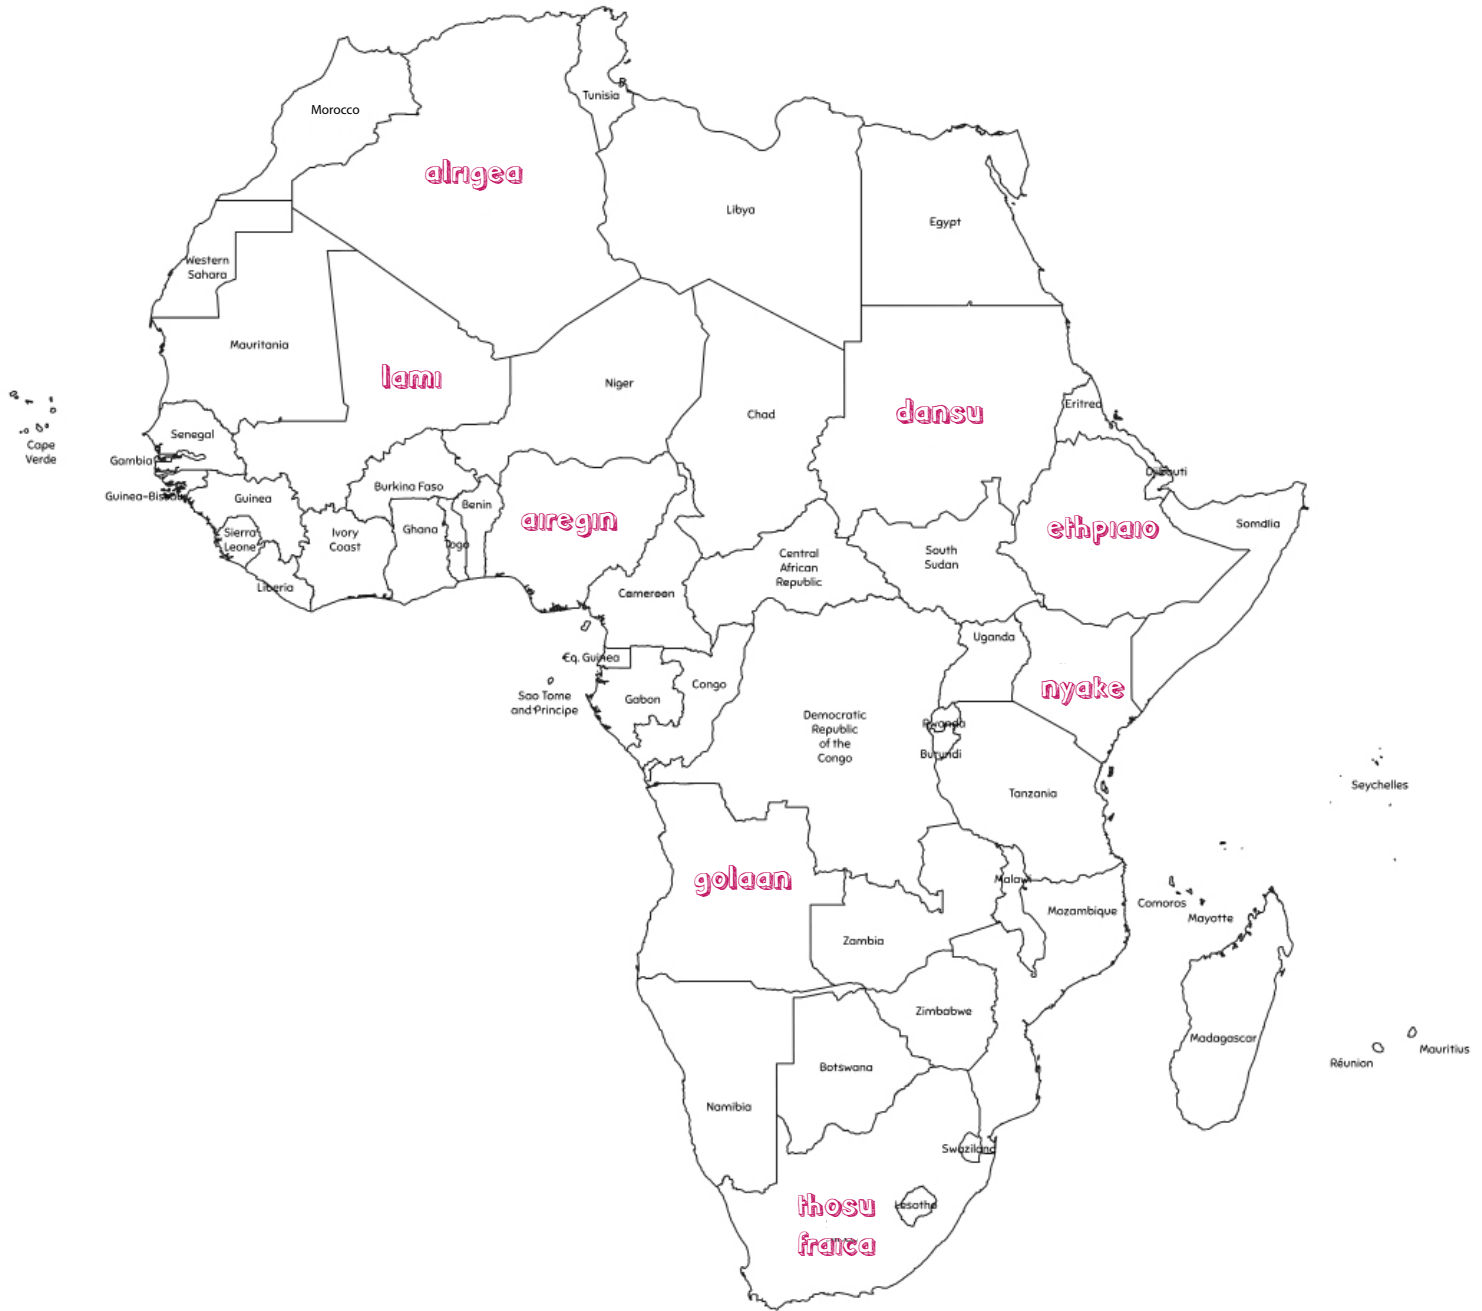 Morocco
Tunisia
alrigea
Libya
Egypt
Western
Sahara
Mauritania
lami
Niger
Chad
dansu
Eritrea
Cape
Verde
Senegal
Gambia
Guinea-Bissau
Guinea
Burkina Faso
Benin
Ghana
Togo
Sierra
Leone
Ivory
Coast
Liberia
airegin
Djibouti
ethpiaio
Somdlia
Central
African
Republic
South
Sudan
Cameroon
Eq. Guinea
Sao Tome
and Principe
Gabon
Congo
Uganda
nyake
Democratic
Republic
of the
Congo
Rwanda
Burundi
Tanzania
Seychelles
golaan
Malawi
Mozambique
Comoros
Mayotte
Zambia
Zimbabwe
Madagascar
Réunion
Mauritius
Botswana
Namibia
Swaziland
Lesotho
thosu
fraica